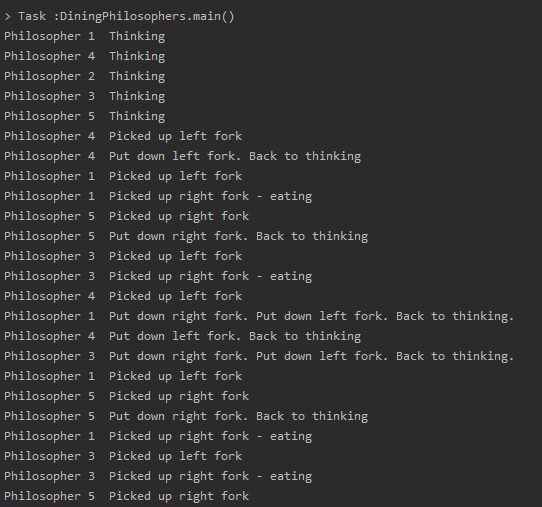 > Task :DiningPhilosophers.main()
Philosopher 1  Thinking
Philosopher 4  Thinking
Philosopher 2  Thinking
Philosopher 3  Thinking
Philosopher 5  Thinking
Philosopher 4  Picked up left fork
Philosopher 4  Put down left fork. Back to thinking
Philosopher 1  Picked up left fork
Philosopher 1  Picked up right fork - eating
Philosopher 5  Picked up right fork
Philosopher 5  Put down right fork. Back to thinking
Philosopher 3  Picked up left fork
Philosopher 3  Picked up right fork - eating
Philosopher 4  Picked up left fork
Philosopher 1  Put down right fork. Put down left fork. Back to thinking.
Philosopher 4  Put down left fork. Back to thinking
Philosopher 3  Put down right fork. Put down left fork. Back to thinking.
Philosopher 1  Picked up left fork
Philosopher 5  Picked up right fork
Philosopher 5  Put down right fork. Back to thinking
Philosopher 1  Picked up right fork - eating
Philosopher 3  Picked up left fork
Philosopher 3  Picked up right fork - eating
Philosopher 5  Picked up right fork